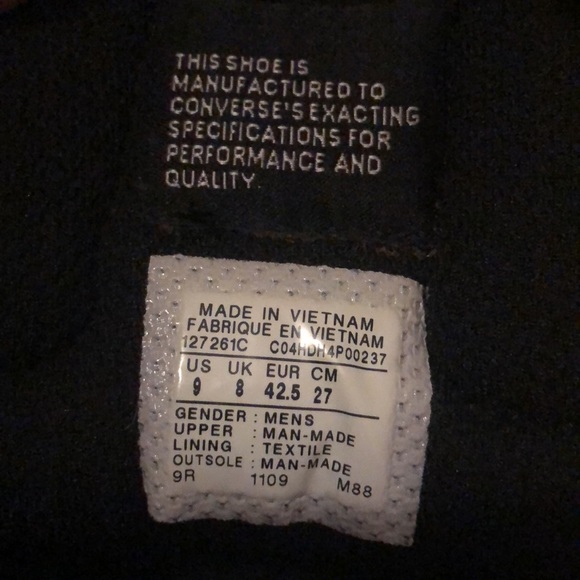 THIS SHOE IS
MANUFACTURED TO
CONVERSE'S EXACTING
SPECIFICATIONS FOR
PERFORMANCE AND
QUALITY.
MADE IN VIETNAM
FABRIQUE EN VIETNAM
127261C C04HDH4P00237
US UK EUR CM
9 8 42.5 27
GENDER : MENS
UPPER : MAN-MADE
LINING : TEXTILE
OUTSOLE : MAN-MADE
9R 1109 M88